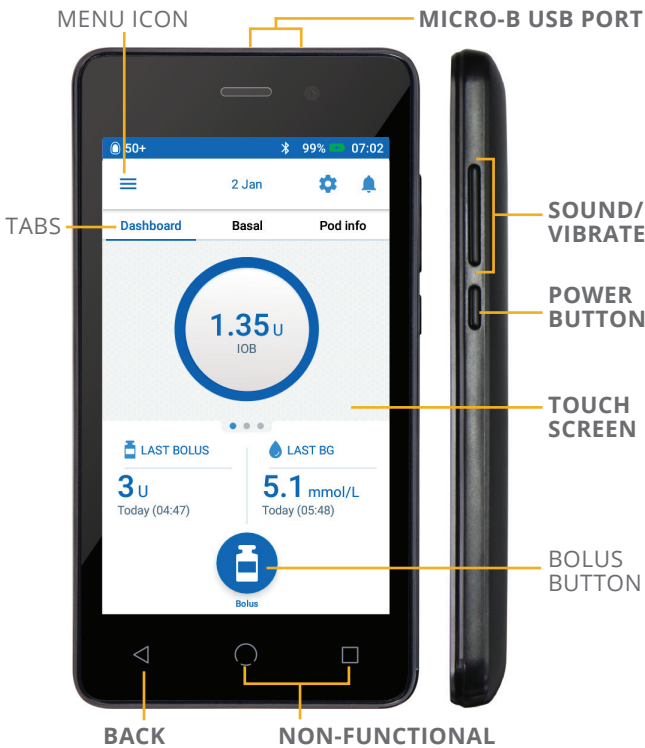 MENU ICON
MICRO-B USB PORT
50+ 99% 07:02
2 Jan
TABS
Dashboard Basal Pod info
SOUND/
VIBRATE
1.35 U
IOB
POWER
BUTTON
TOUCH
SCREEN
LAST BOLUS LAST BG
3 U 5.1 mmol/L
Today (04:47) Today (05:48)
BOLUS
BUTTON
Bolus
BACK NON-FUNCTIONAL